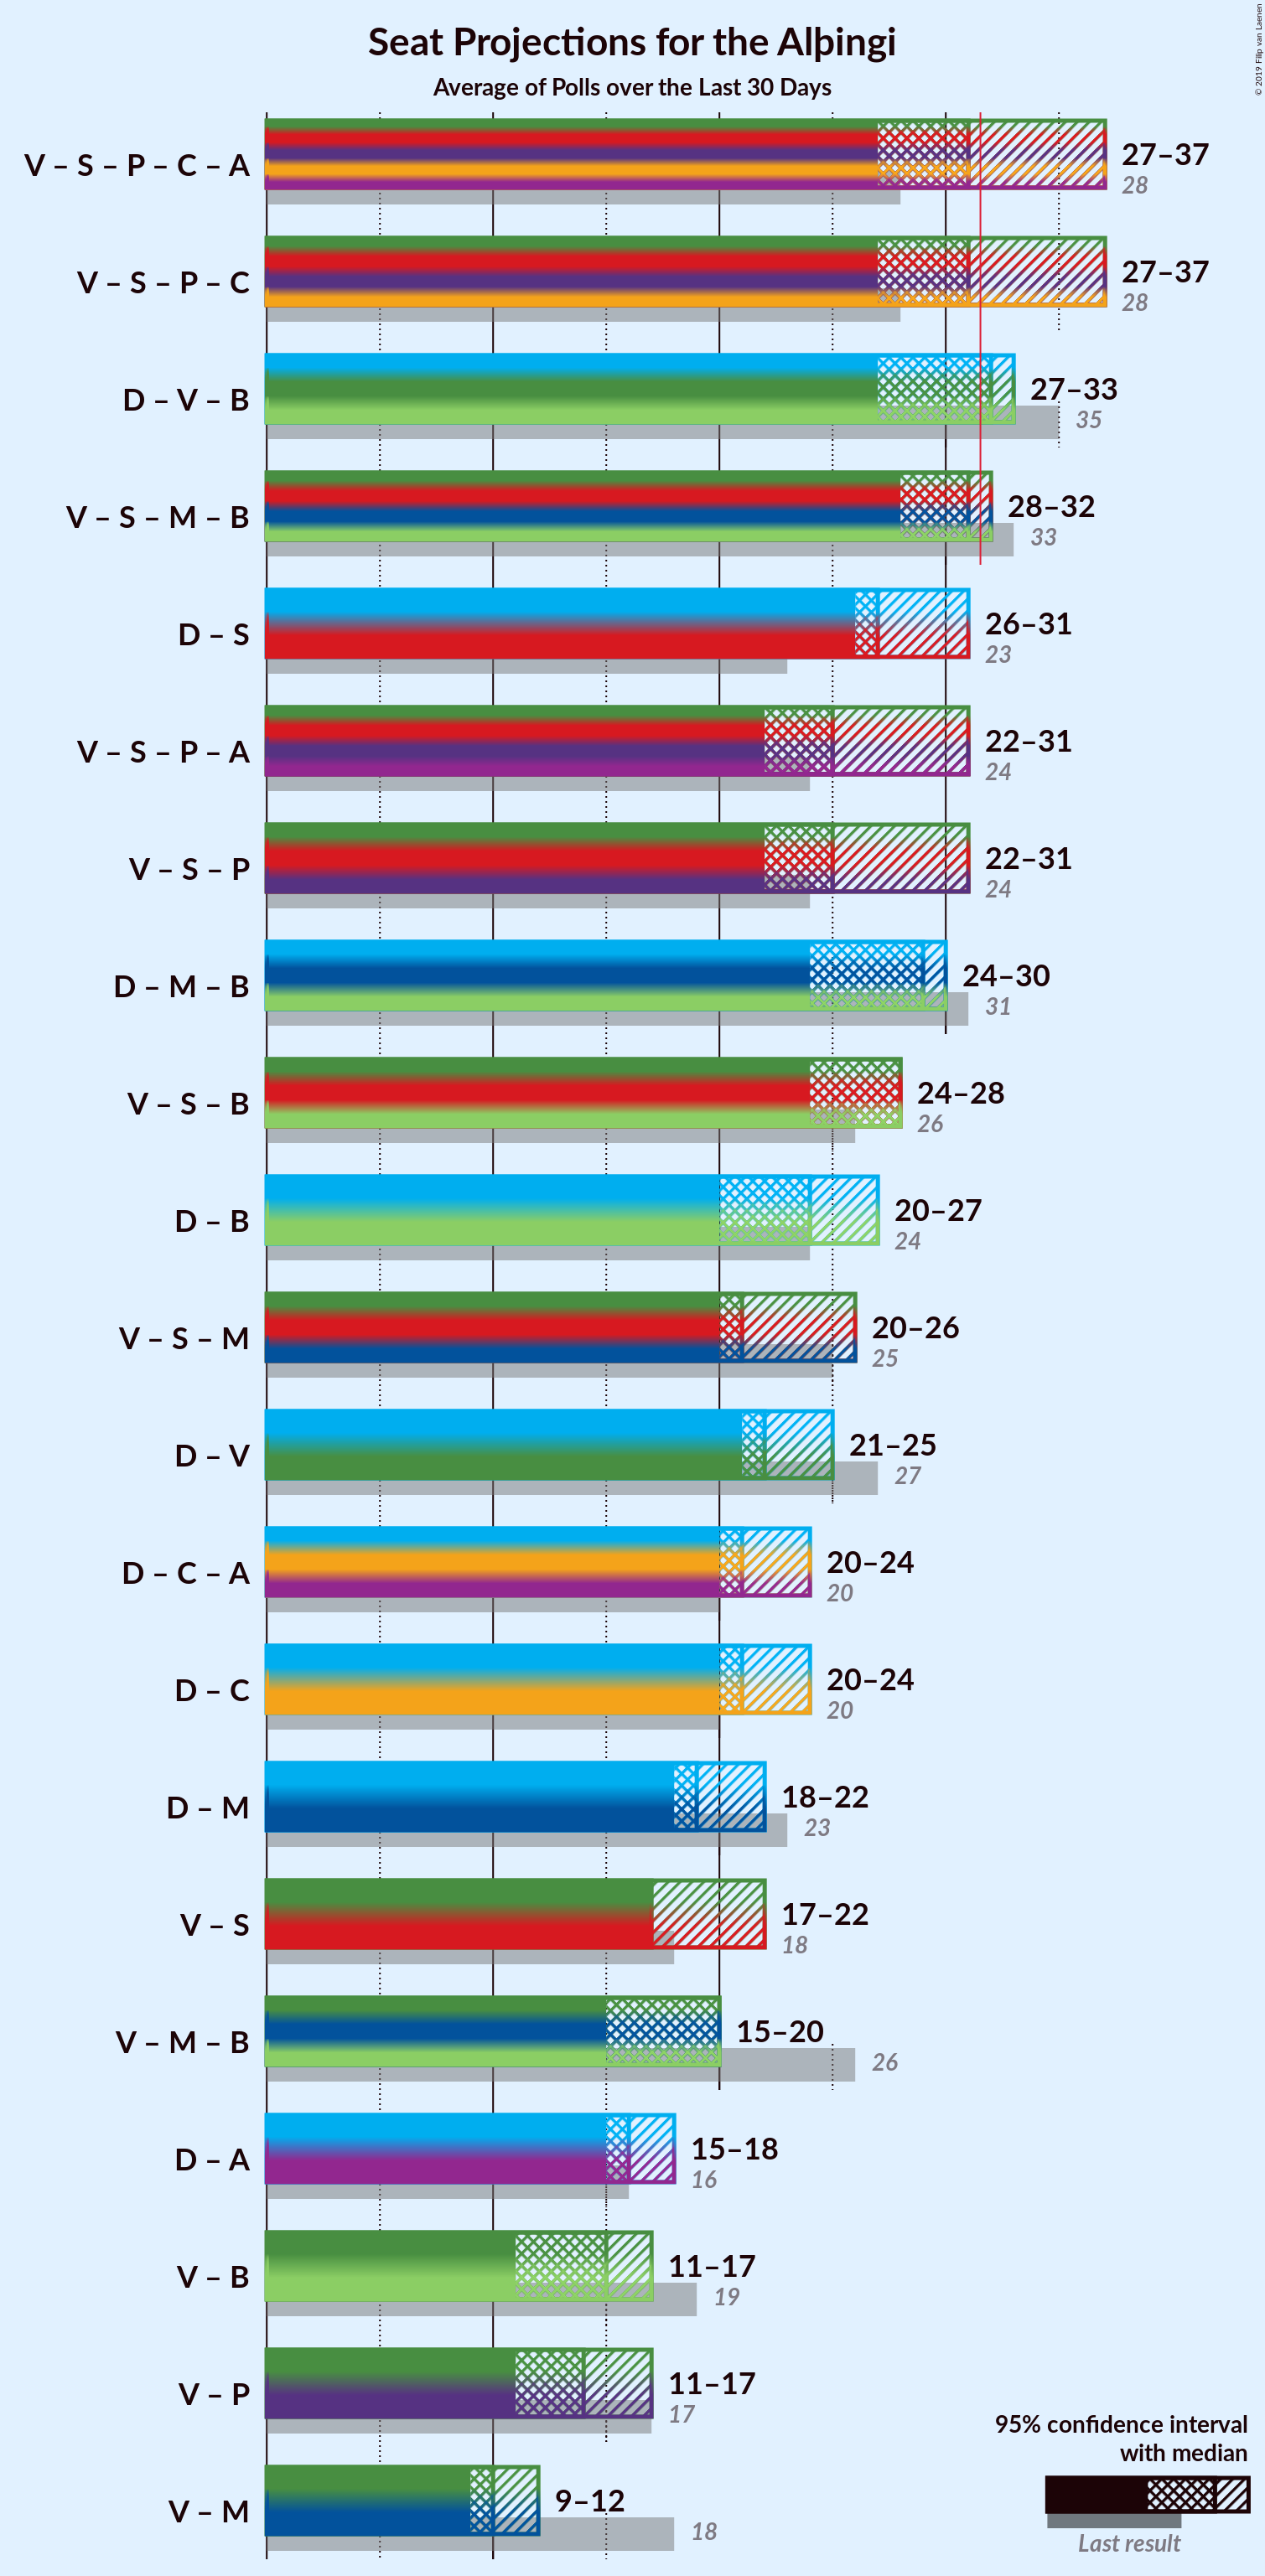 Seat Projections for the Alþingi
Average of Polls over the Last 30 Days
© 2019 Filip van Laenen
V – S – P – C – A
27–37
28
V – S – P – C
27–37
28
D – V – B
27–33
35
V – S – M – B
28–32
33
D – S
26–31
23
V – S – P – A
22–31
24
V – S – P
22–31
24
D – M – B
24–30
31
V – S – B
24–28
26
D – B
20–27
24
V – S – M
20–26
25
D – V
21–25
27
D – C – A
20–24
20
D – C
20–24
20
D – M
18–22
23
V – S
17–22
18
V – M – B
15–20
26
D – A
15–18
16
V – B
11–17
19
V – P
11–17
17
V – M
9–12
18
95% confidence interval
with median
Last result